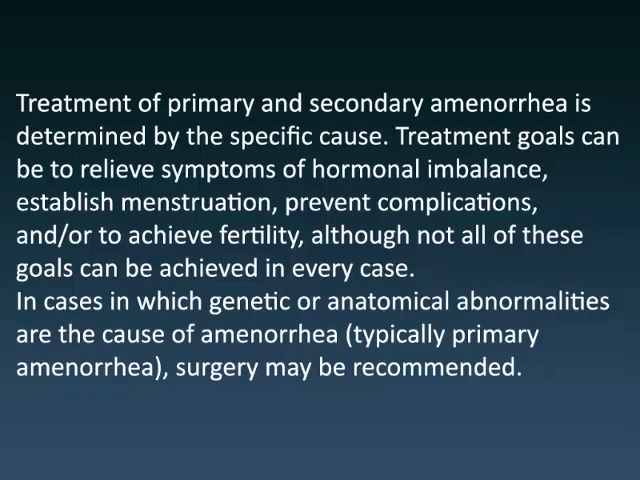 Treatment of primary and secondary amenorrhea is
determined by the specific cause. Treatment goals can
be to relieve symptoms of hormonal imbalance,
establish menstruation, prevent complications,
and/or to achieve fertility, although not all of these
goals can be achieved in every case.
In cases in which genetic or anatomical abnormalities
are the cause of amenorrhea (typically primary
amenorrhea), surgery may be recommended.